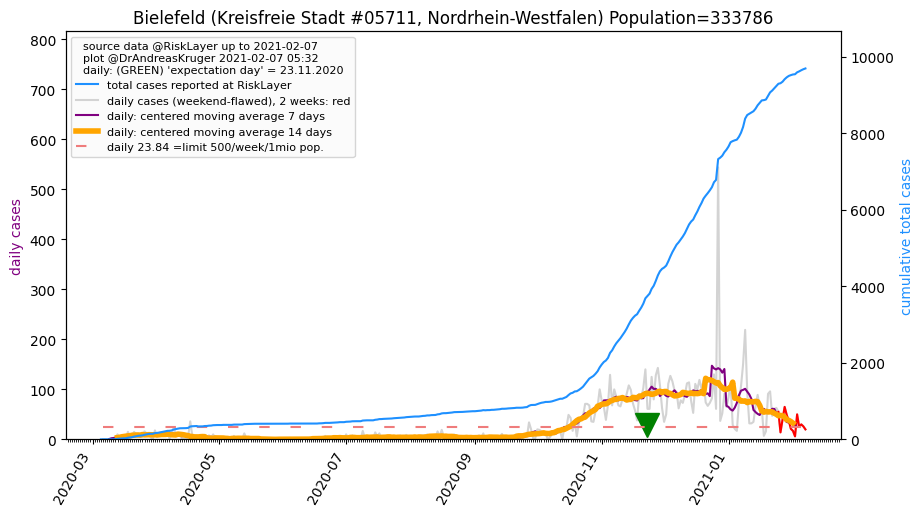 Bielefeld (Kreisfreie Stadt #05711, Nordrhein-Westfalen) Population=333786
source data @RiskLayer up to 2021-02-07
plot @DrAndreasKruger 2021-02-07 05:32
daily: (GREEN) 'expectation day' = 23.11.2020
total cases reported at RiskLayer
daily cases (weekend-flawed), 2 weeks: red
daily: centered moving average 7 days
daily: centered moving average 14 days
daily 23.84 =limit 500/week/1mio pop.
daily cases
800
700
600
500
400
300
200
100
0
cumulative total cases
10000
8000
6000
4000
2000
0
2020-03
2020-05
2020-07
2020-09
2020-11
2021-01